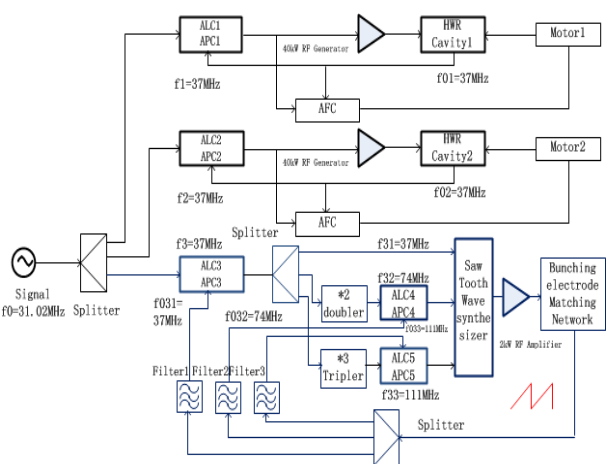 ALC1
APC1
40kW RF Generator
HWR
Cavity1
Motor1
f1=37MHz
f01=37MHz
AFC
ALC2
APC2
40kW RF Generator
HWR
Cavity2
Motor2
f2=37MHz
f02=37MHz
AFC
Splitter
f3=37MHz
f31=37MHz
Signal
f0=31.02MHz
Splitter
ALC3
APC3
f031=
37MHz
f032=74MHz
*2
doubler
f32=74MHz
ALC4
APC4
f033=111MHz
Saw
Tooth
Wave
synthe
sizer
2kW RF Amplifier
Bunching
electrode
Matching
Network
*3
Tripler
ALC5
APC5
f33=111MHz
Filter1
Filter2
Filter3
Splitter